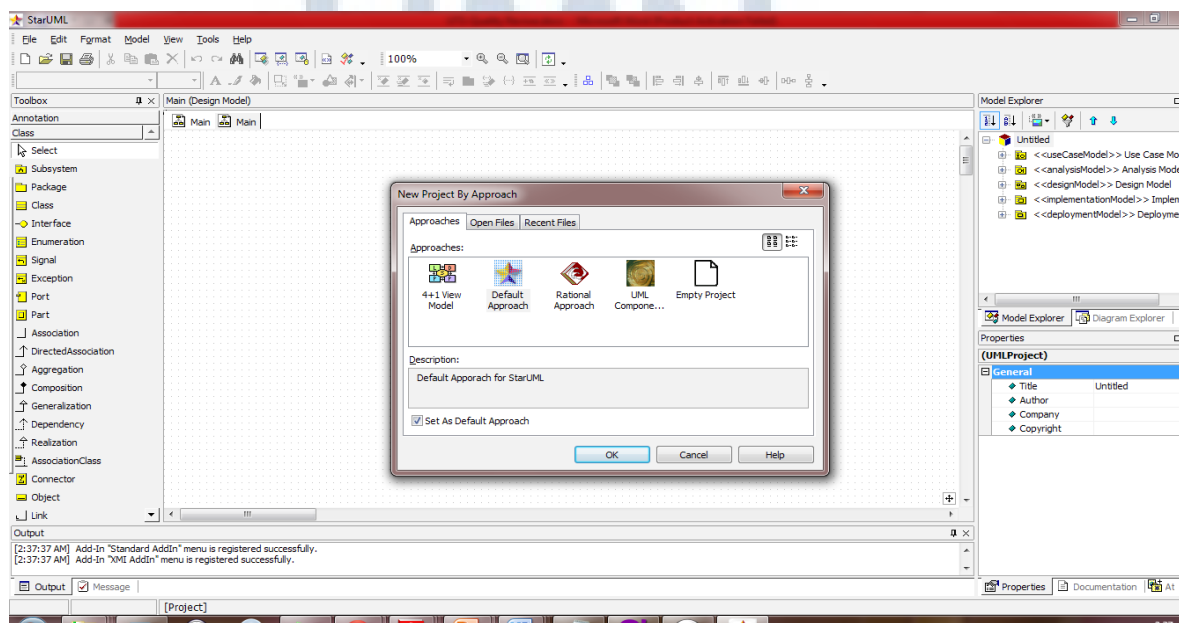 StarUML
File Edit Format Model View Tools Help
100%
Toolbox
Main (Design Model)
Model Explorer
Annotation
Class
Select
Subsystem
Package
Class
Interface
Enumeration
Signal
Exception
Port
Part
Association
DirectedAssociation
Aggregation
Composition
Generalization
Dependency
Realization
AssociationClass
Connector
Object
Link
Main Main
New Project By Approach
Approaches Open Files Recent Files
Approaches:
4+1 View Model
Default Approach
Rational Approach
UML Compone...
Empty Project
Description:
Default Apporach for StarUML
Set As Default Approach
OK Cancel Help
Untitled
<<useCaseModel>> Use Case Mo
<<analysisModel>> Analysis Mode
<<designModel>> Design Model
<<implementationModel>> Implem
<<deploymentModel>> Deployme
Model Explorer Diagram Explorer
Properties
(UMLProject)
General
Title Untitled
Author
Company
Copyright
Output
[2:37:37 AM] Add-In "Standard AddIn" menu is registered successfully.
[2:37:37 AM] Add-In "XMI AddIn" menu is registered successfully.
Output Message
Properties Documentation At
[Project]